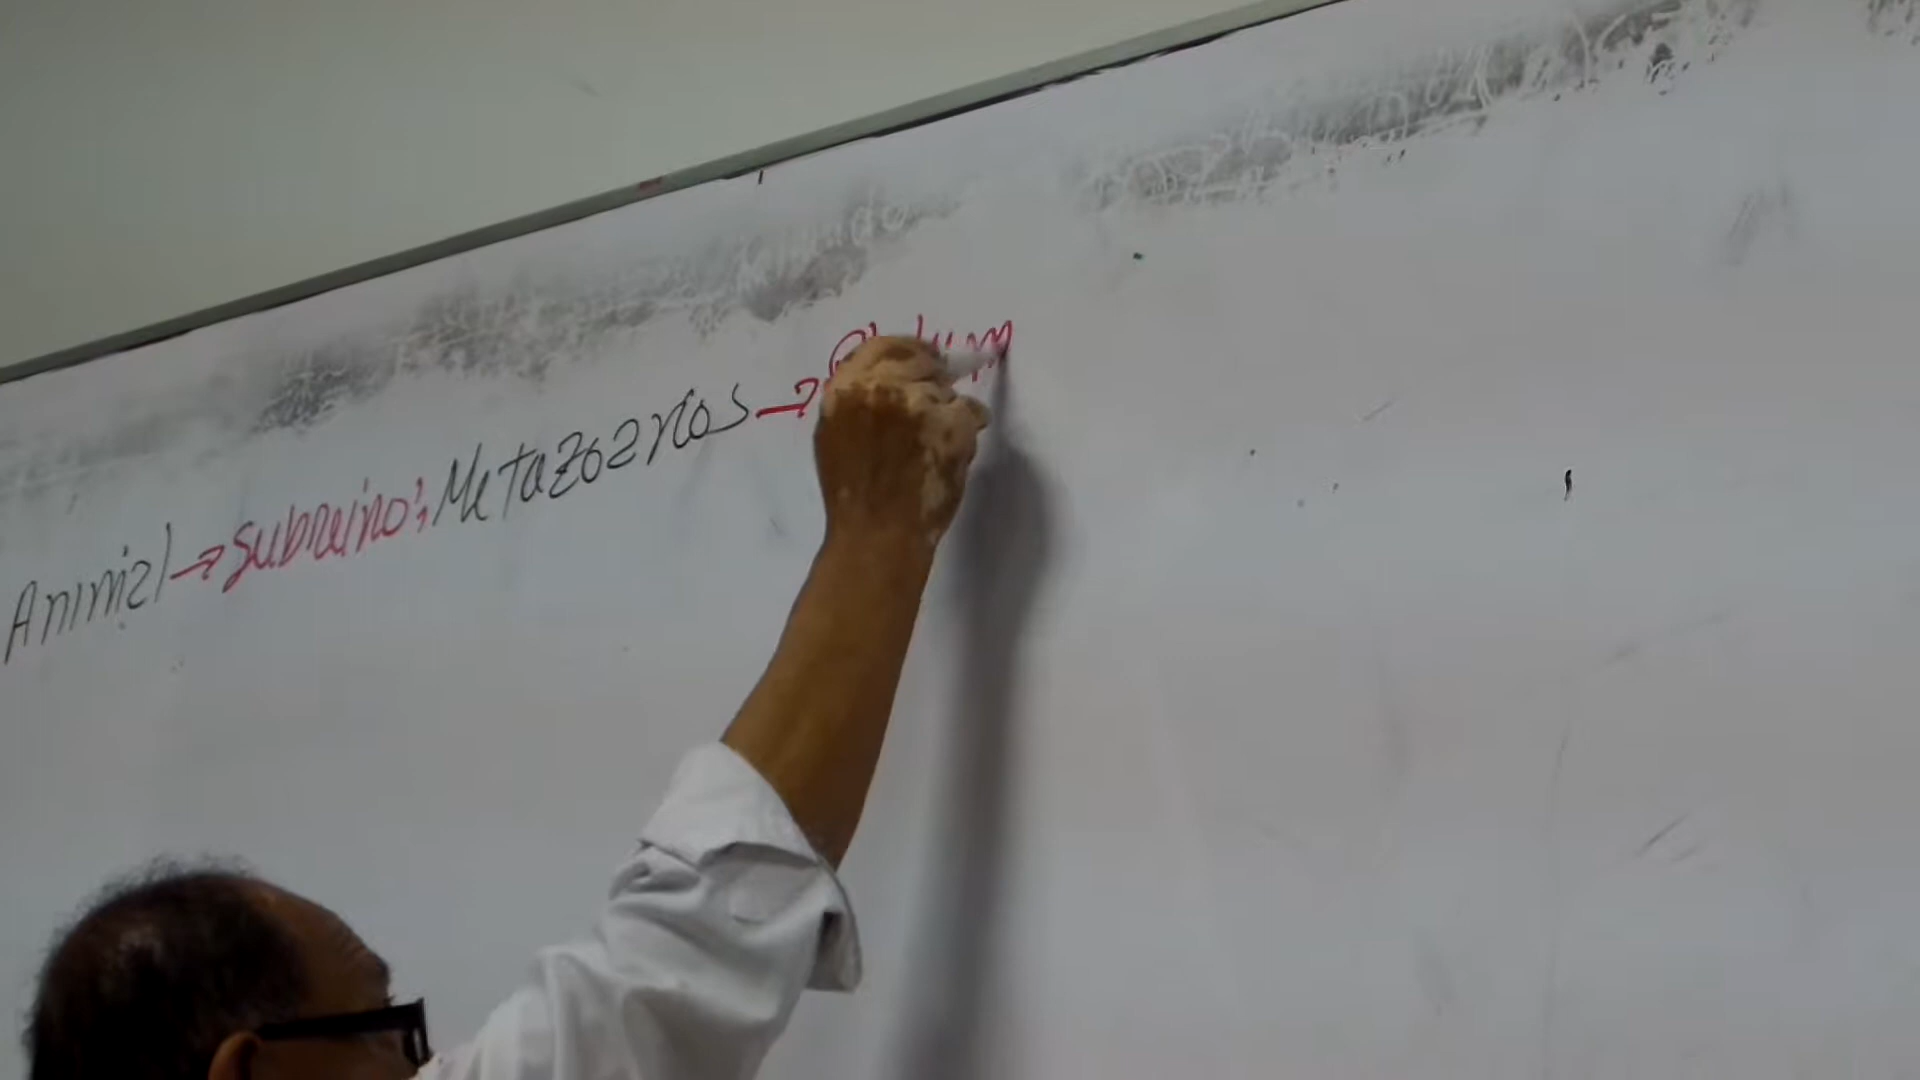 Animal → subreino: Metazoarios →